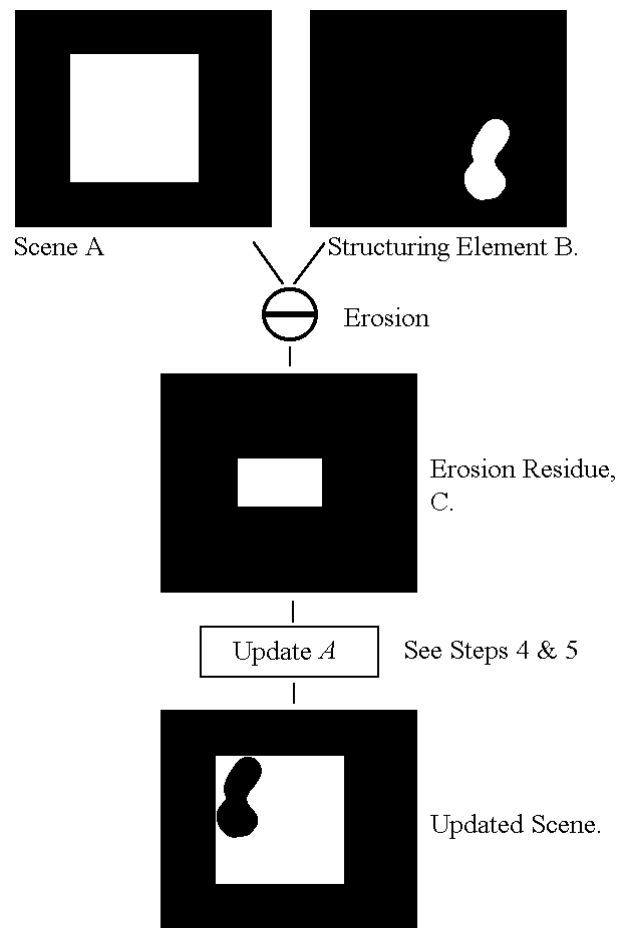 Scene A
Structuring Element B.
Erosion
Erosion Residue,
C.
Update A
See Steps 4 & 5
Updated Scene.